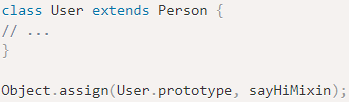 class User extends Person {
// ...
}
Object.assign(User.prototype, sayHiMixin);